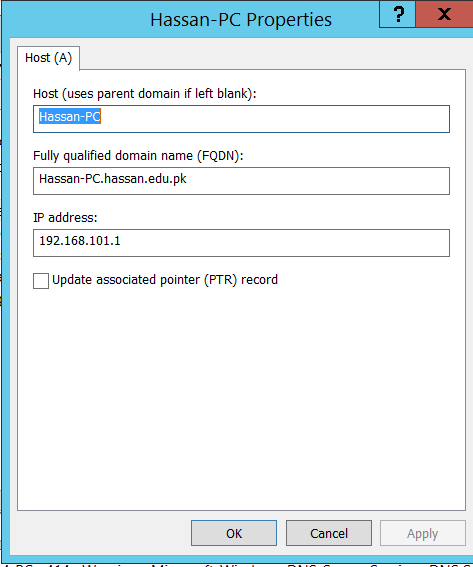 Hassan-PC Properties
?
X
Host (A)
Host (uses parent domain if left blank):
Hassan-PC
Fully qualified domain name (FQDN):
Hassan-PC.hassan.edu.pk
IP address:
192.168.101.1
Update associated pointer (PTR) record
OK
Cancel
Apply